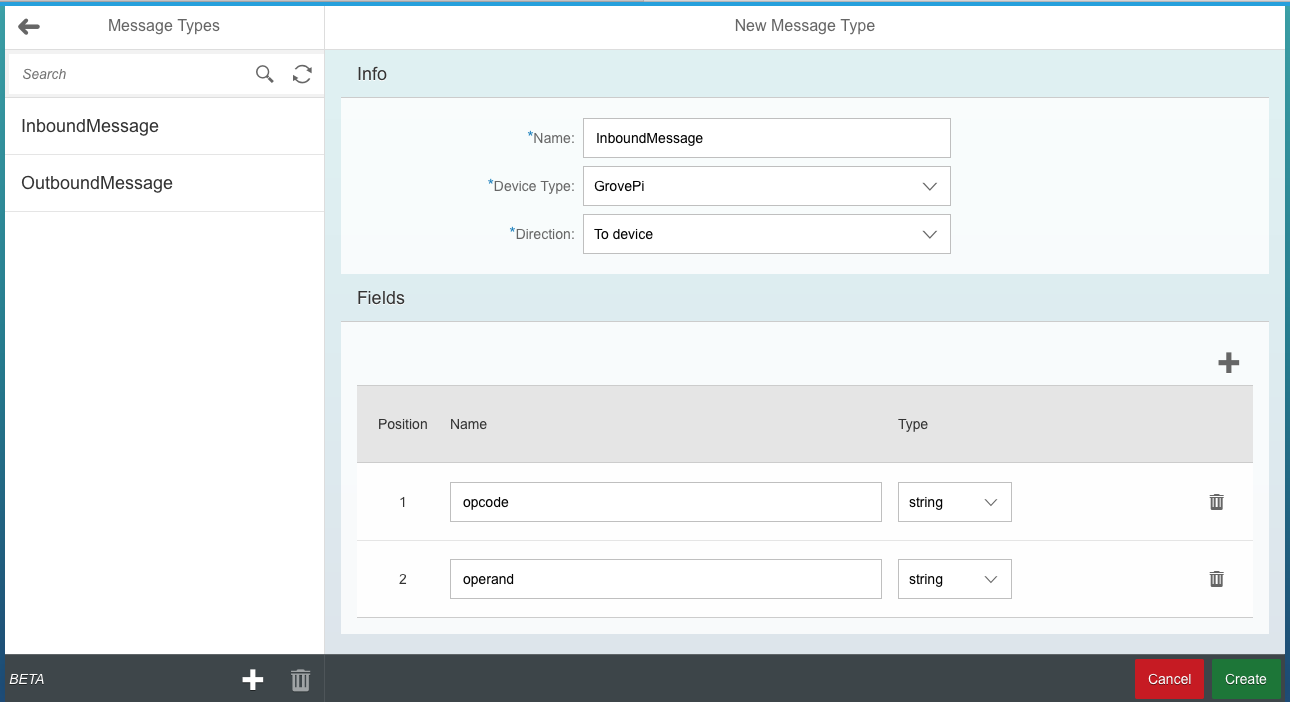 Message Types
New Message Type
Search
InboundMessage
OutboundMessage
Info
*Name: InboundMessage
*Device Type: GrovePi
*Direction: To device
Fields
Position Name Type
1 opcode string
2 operand string
BETA
Cancel Create